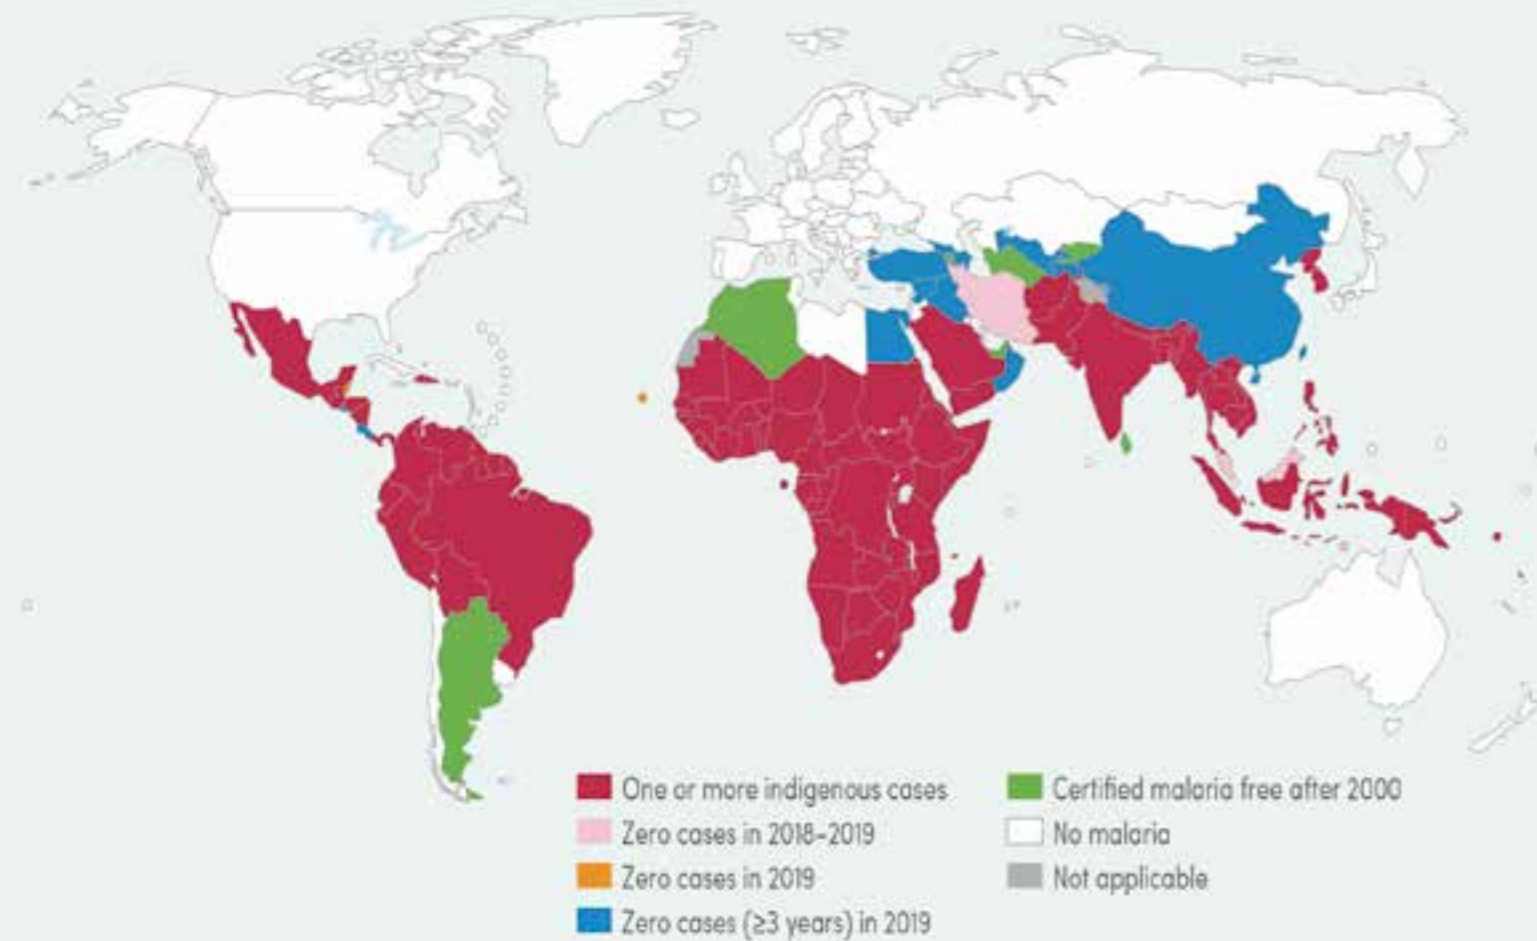 One or more indigenous cases
Zero cases in 2018–2019
Zero cases in 2019
Zero cases (≥3 years) in 2019
Certified malaria free after 2000
No malaria
Not applicable